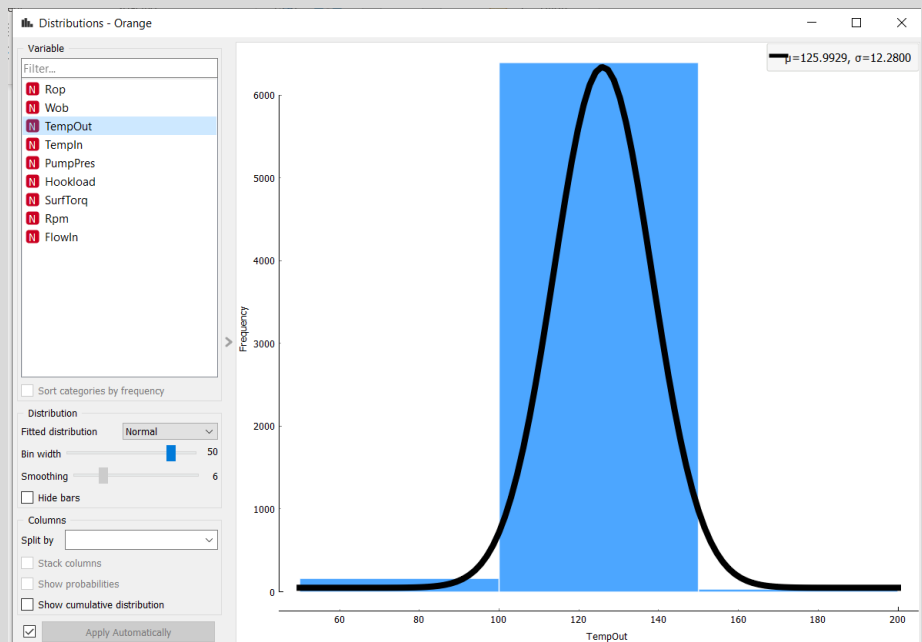 Distributions - Orange
Variable
Filter...
N Rop
N Wob
N TempOut
N TempIn
N PumpPres
N Hookload
N SurfTorq
N Rpm
N FlowIn
Sort categories by frequency
Distribution
Fitted distribution Normal
Bin width 50
Smoothing 6
Hide bars
Columns
Split by
Stack columns
Show probabilities
Show cumulative distribution
Apply Automatically
μ=125.9929, σ=12.2800
Frequency
6000
5000
4000
3000
2000
1000
0
60 80 100 120 140 160 180 200
TempOut